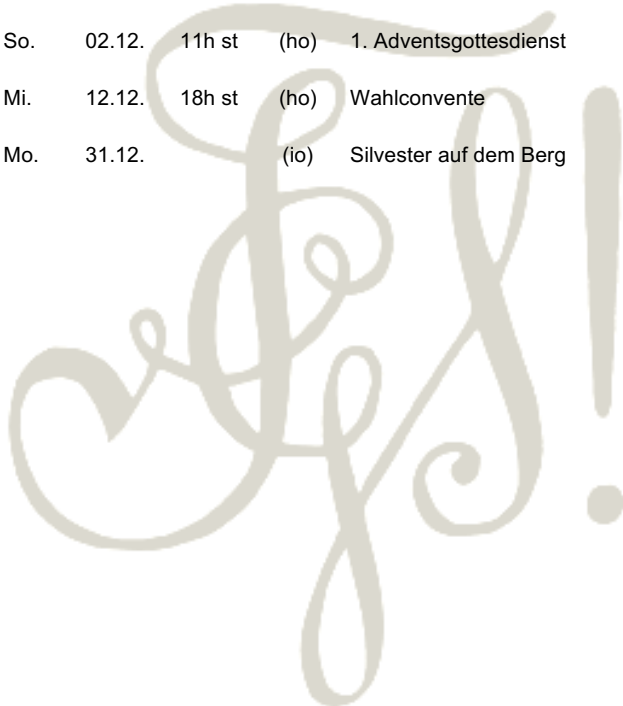 So. 02.12. 11h st (ho) 1. Adventsgottesdienst
Mi. 12.12. 18h st (ho) Wahlconvente
Mo. 31.12. (io) Silvester auf dem Berg